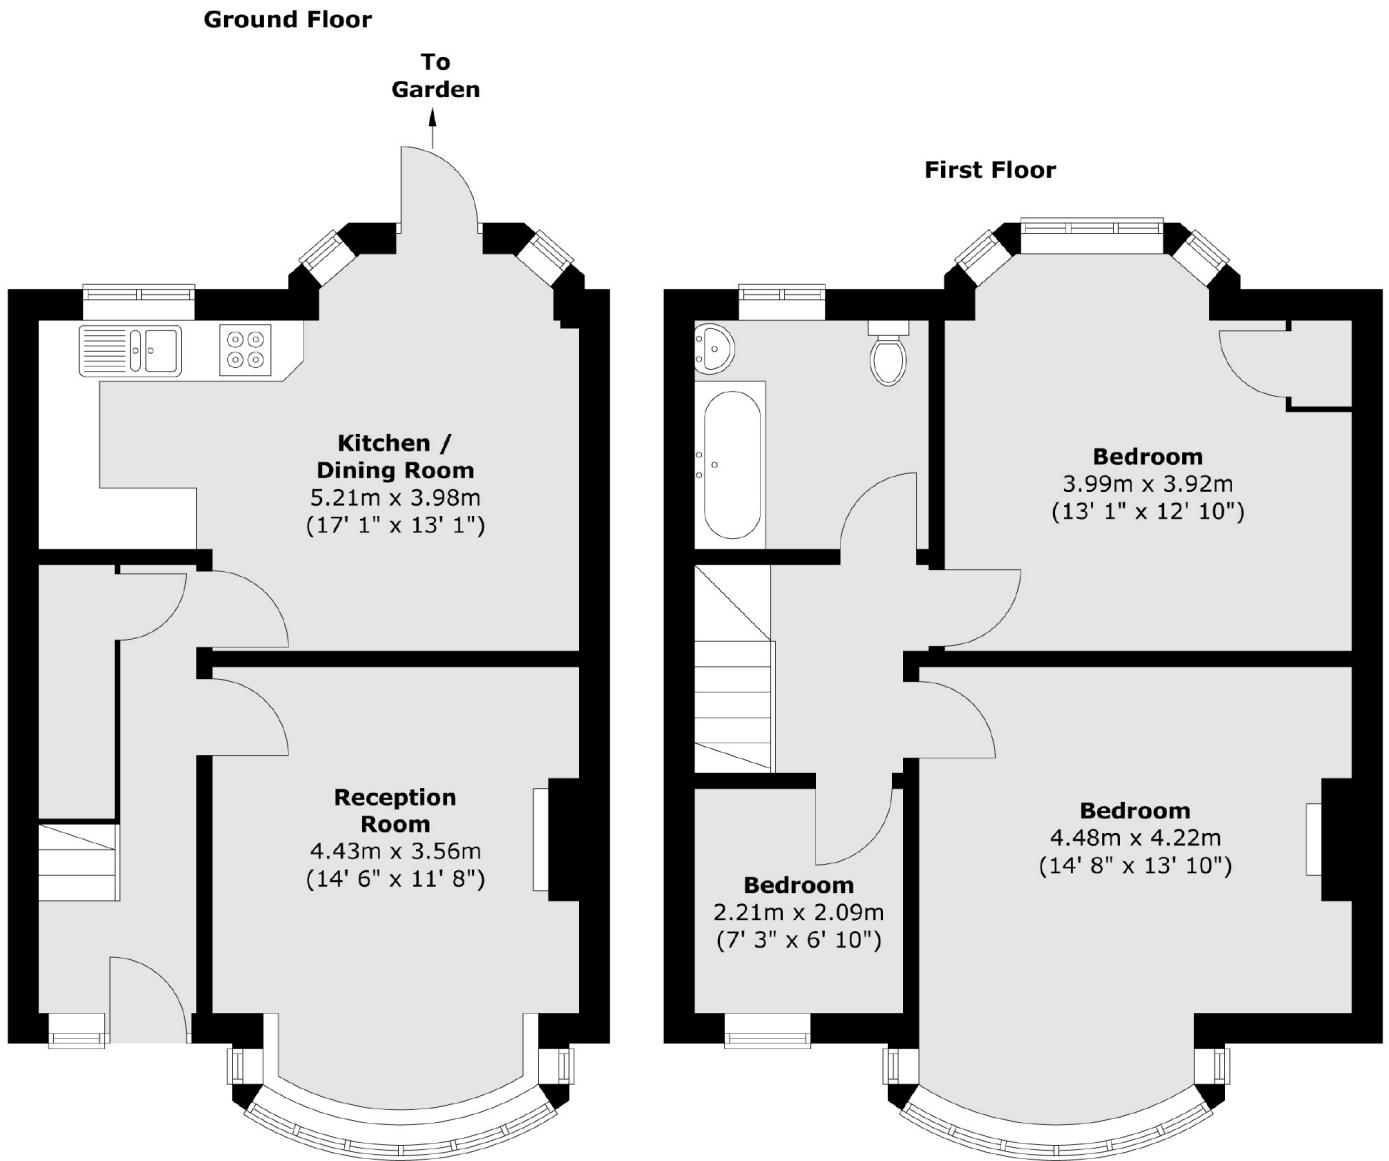 Ground Floor
To
Garden
Kitchen /
Dining Room
5.21m x 3.98m
(17' 1" x 13' 1")
Reception
Room
4.43m x 3.56m
(14' 6" x 11' 8")
First Floor
Bedroom
3.99m x 3.92m
(13' 1" x 12' 10")
Bedroom
4.48m x 4.22m
(14' 8" x 13' 10")
Bedroom
2.21m x 2.09m
(7' 3" x 6' 10")